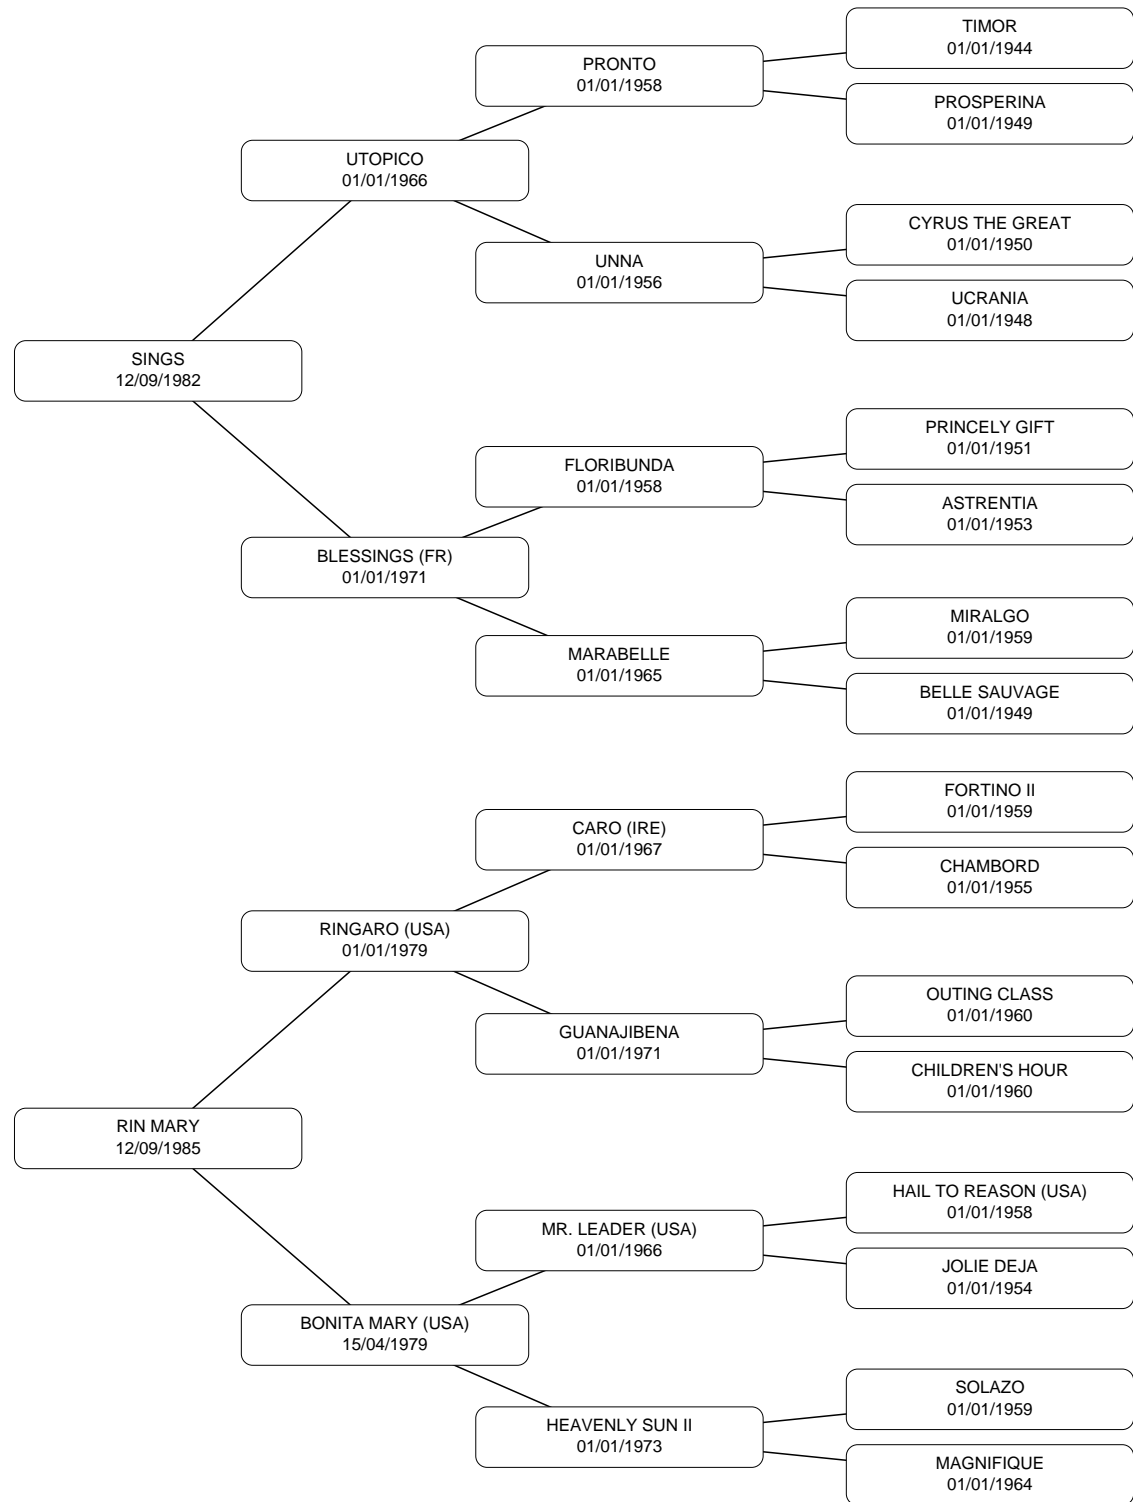 TIMOR
01/01/1944
PRONTO
01/01/1958
PROSPERINA
01/01/1949
UTOPICO
01/01/1966
CYRUS THE GREAT
01/01/1950
UNNA
01/01/1956
UCRANIA
01/01/1948
SINGS
12/09/1982
PRINCELY GIFT
01/01/1951
FLORIBUNDA
01/01/1958
ASTRENTIA
01/01/1953
BLESSINGS (FR)
01/01/1971
MIRALGO
01/01/1959
MARABELLE
01/01/1965
BELLE SAUVAGE
01/01/1949
FORTINO II
01/01/1959
CARO (IRE)
01/01/1967
CHAMBORD
01/01/1955
RINGARO (USA)
01/01/1979
OUTING CLASS
01/01/1960
GUANAJIBENA
01/01/1971
CHILDREN'S HOUR
01/01/1960
RIN MARY
12/09/1985
HAIL TO REASON (USA)
01/01/1958
MR. LEADER (USA)
01/01/1966
JOLIE DEJA
01/01/1954
BONITA MARY (USA)
15/04/1979
SOLAZO
01/01/1959
HEAVENLY SUN II
01/01/1973
MAGNIFIQUE
01/01/1964